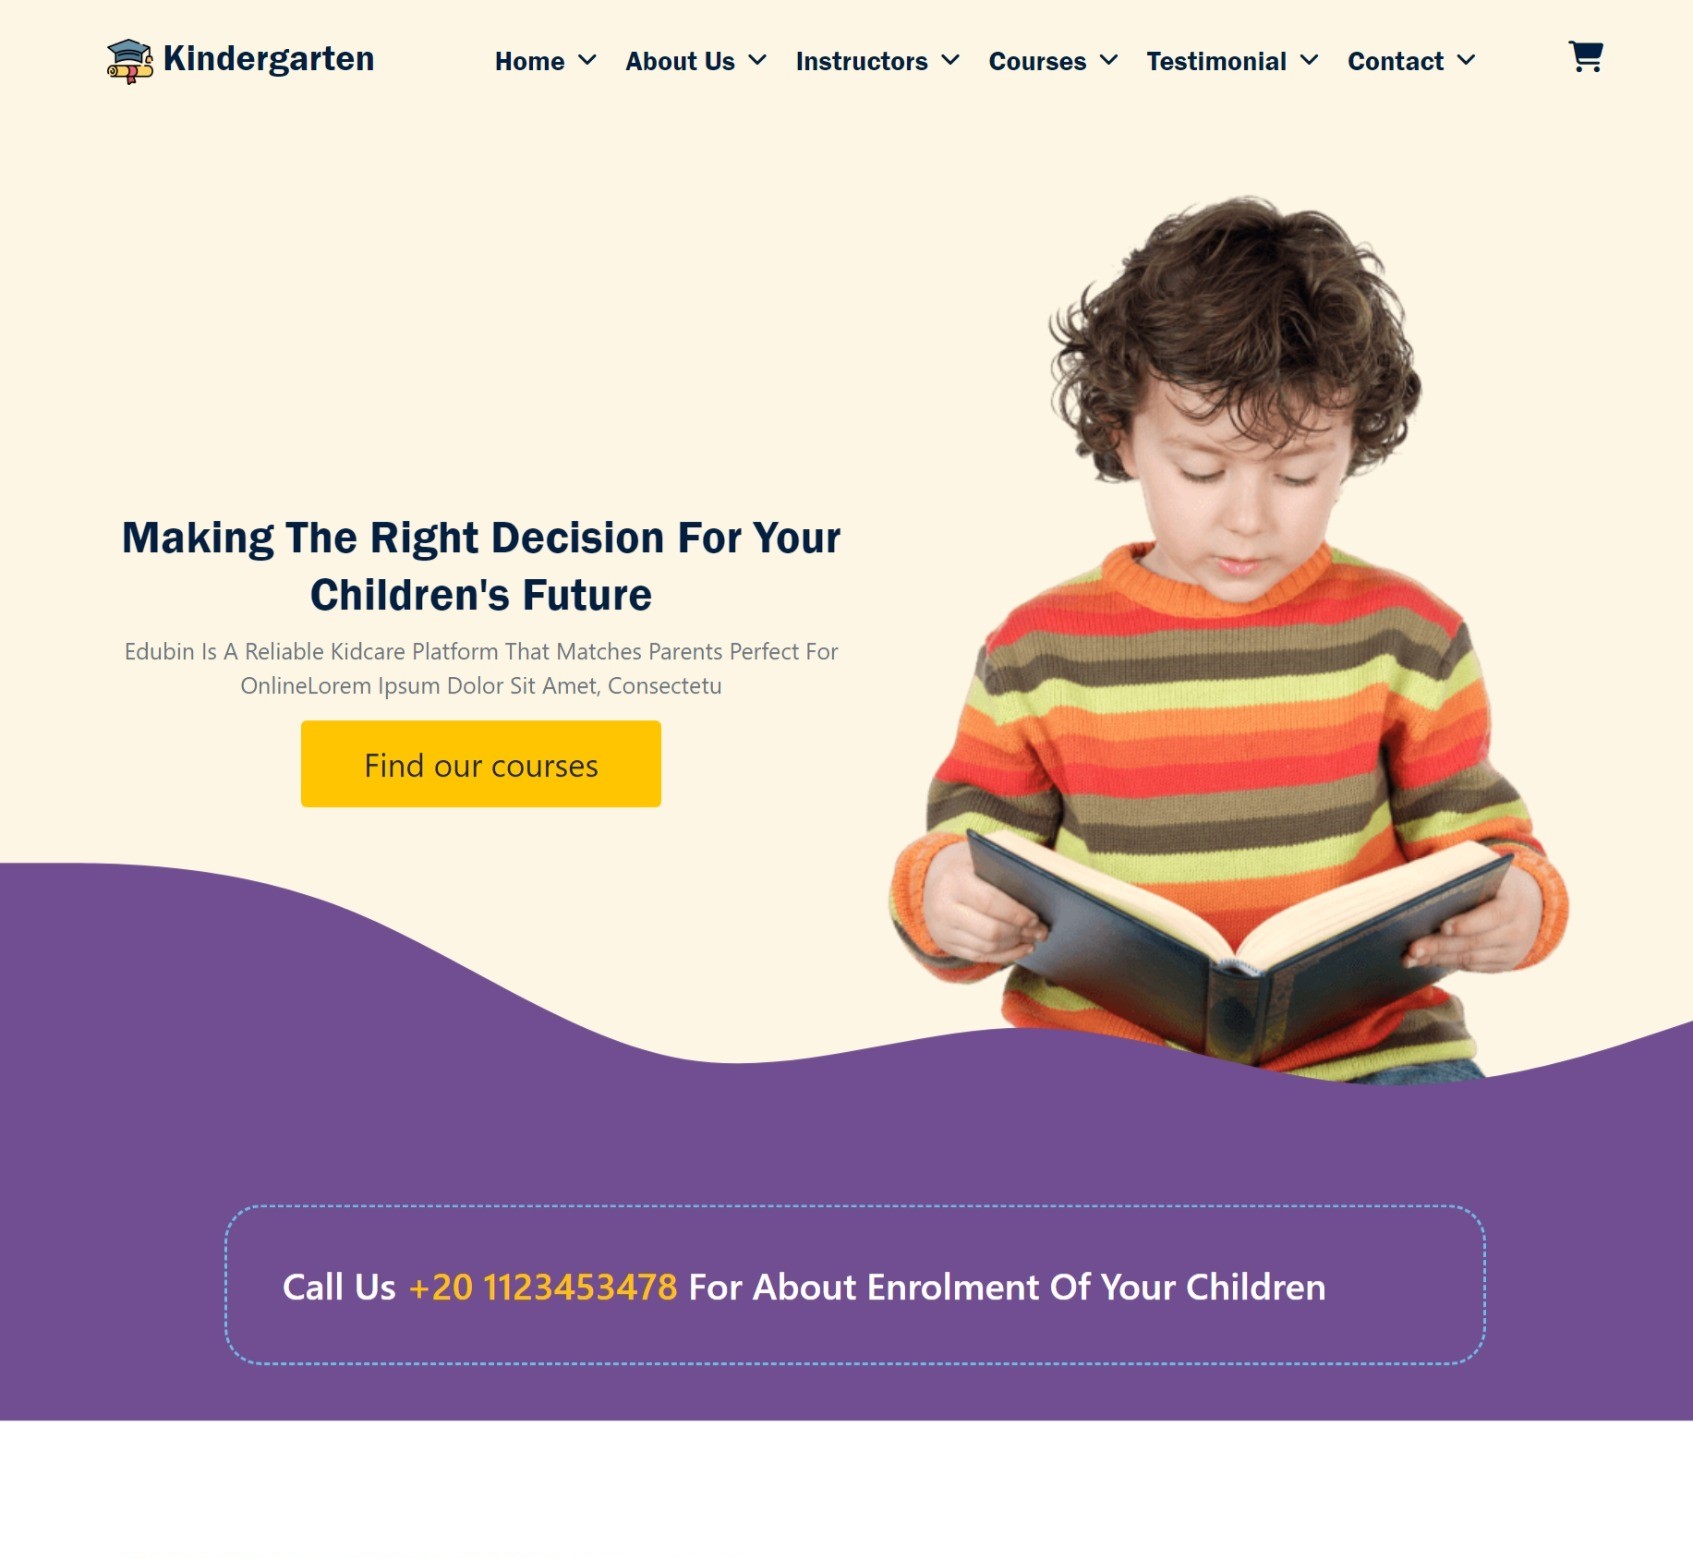 Kindergarten
Home About Us Instructors Courses Testimonial Contact
Making The Right Decision For Your
Children's Future
Edubin Is A Reliable Kidcare Platform That Matches Parents Perfect For
OnlineLorem Ipsum Dolor Sit Amet, Consectetu
Find our courses
Call Us +20 1123453478 For About Enrolment Of Your Children